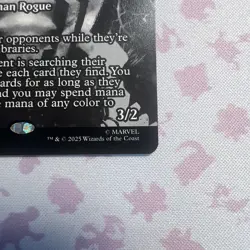 nan Rogue
r opponents while they're
ibraries.
ent is searching their
e each card they find. You
ards for as long as they
nd you may spend mana
e mana of any color to
3/2
© MARVEL
™ & © 2025 Wizards of the Coast